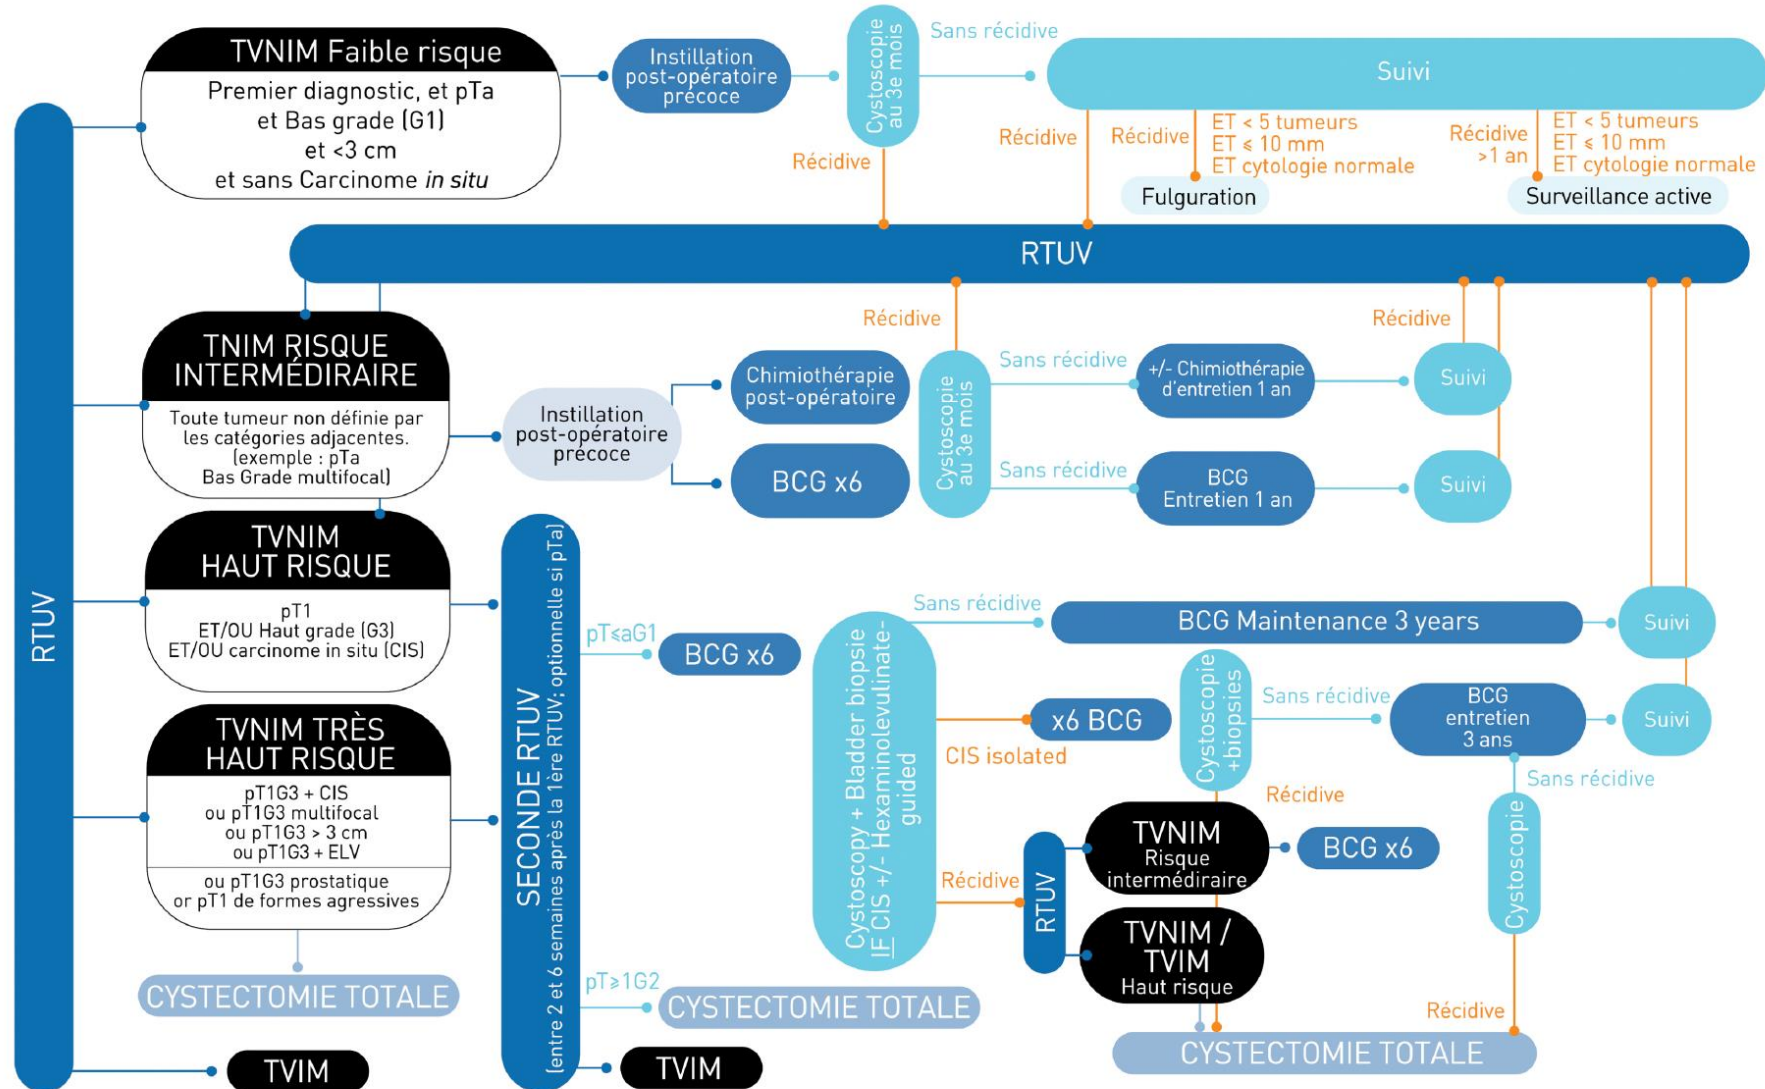 TVNIM Faible risque
Premier diagnostic, et pTa
et Bas grade (G1)
et <3 cm
et sans Carcinome in situ
Instillation
post-opératoire
précoce
Cystoscopie
au 3e mois
Sans récidive
Suivi
Récidive
Récidive
Récidive
ET < 5 tumeurs
ET ⩽ 10 mm
ET cytologie normale
Fulguration
Récidive
>1 an
ET < 5 tumeurs
ET ⩽ 10 mm
ET cytologie normale
Surveillance active
RTUV
RTUV
TNIM RISQUE
INTERMÉDIRAIRE
Toute tumeur non définie par
les catégories adjacentes.
(exemple : pTa
Bas Grade multifocal)
Instillation
post-opératoire
précoce
Chimiothérapie
post-opératoire
BCG x6
Récidive
Cystoscopie
au 3e mois
Sans récidive
+/- Chimiothérapie
d'entretien 1 an
Récidive
Suivi
Sans récidive
BCG
Entretien 1 an
Suivi
TVNIM
HAUT RISQUE
pT1
ET/OU Haut grade (G3)
ET/OU carcinome in situ (CIS)
TVNIM TRÈS
HAUT RISQUE
pT1G3 + CIS
ou pT1G3 multifocal
ou pT1G3 > 3 cm
ou pT1G3 + ELV
ou pT1G3 prostatique
or pT1 de formes agressives
CYSTECTOMIE TOTALE
TVIM
SECONDE RTUV
(entre 2 et 6 semaines après la 1ère RTUV; optionnelle si pTa)
pT⩽aG1
BCG x6
pT⩾1G2
CYSTECTOMIE TOTALE
TVIM
Cystoscopy + Bladder biopsie
IF CIS +/- Hexaminolevulinate-
guided
Sans récidive
BCG Maintenance 3 years
Suivi
x6 BCG
CIS isolated
Cystoscopie
+biopsies
Sans récidive
BCG
entretien
3 ans
Suivi
Récidive
Sans récidive
Récidive
RTUV
TVNIM
Risque
intermédiraire
BCG x6
Cystoscopie
TVNIM /
TVIM
Haut risque
Récidive
CYSTECTOMIE TOTALE